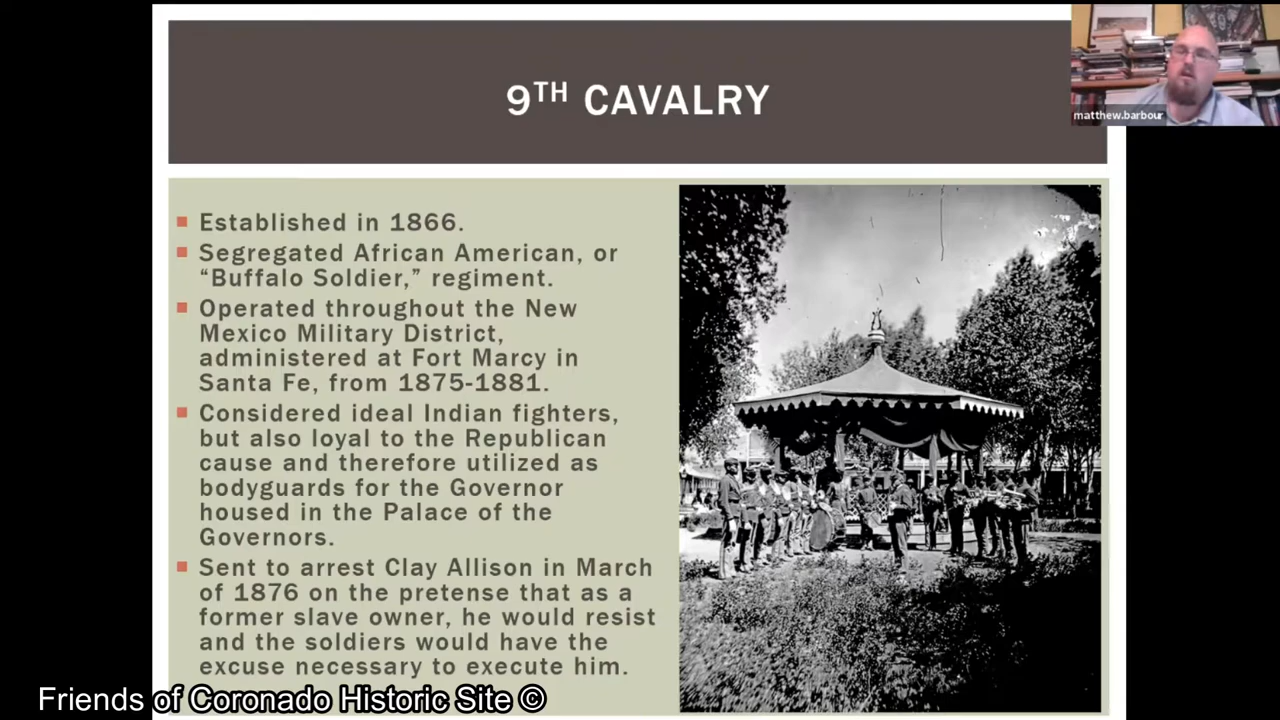 9TH CAVALRY
matthew.barbour
Established in 1866.
Segregated African American, or
“Buffalo Soldier,” regiment.
Operated throughout the New
Mexico Military District,
administered at Fort Marcy in
Santa Fe, from 1875-1881.
Considered ideal Indian fighters,
but also loyal to the Republican
cause and therefore utilized as
bodyguards for the Governor
housed in the Palace of the
Governors.
Sent to arrest Clay Allison in March
of 1876 on the pretense that as a
former slave owner, he would resist
and the soldiers would have the
excuse necessary to execute him.
Friends of Coronado Historic Site ©